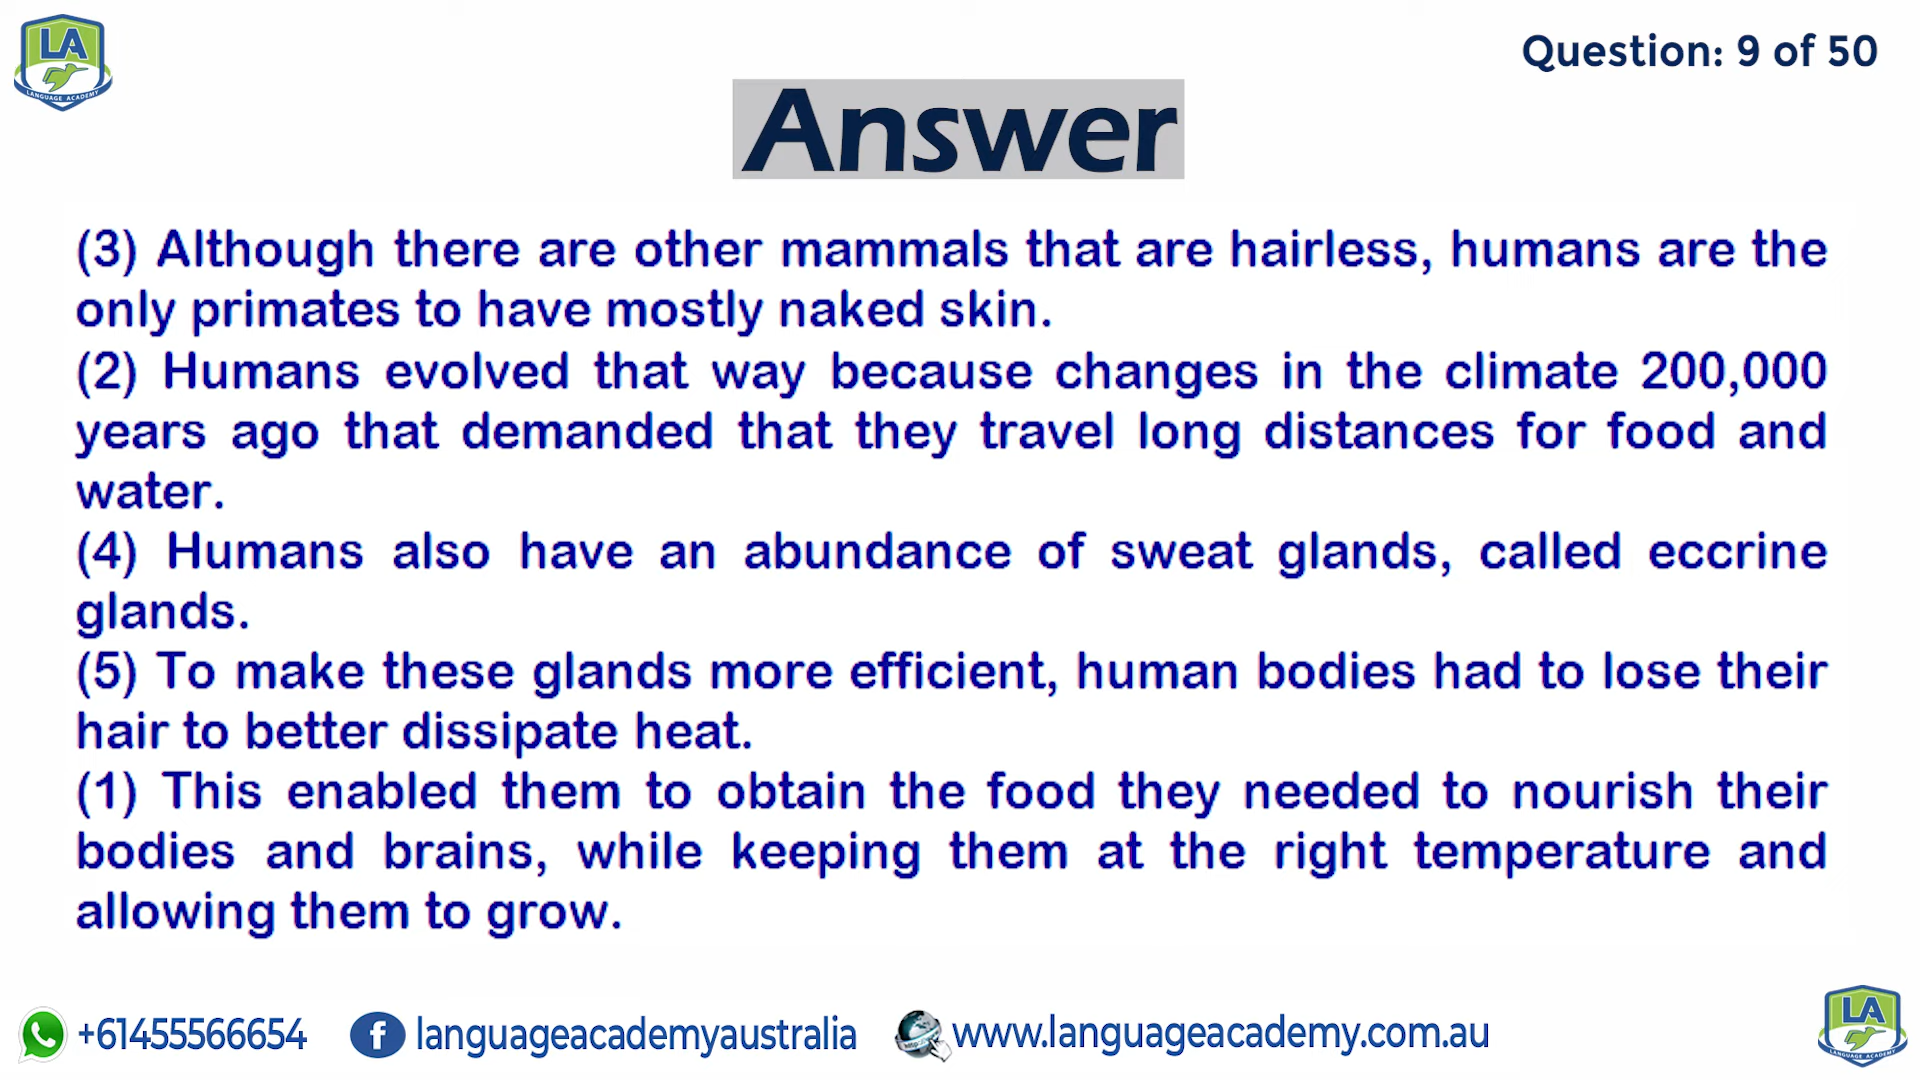 LA
LANGUAGE ACADEMY
Question: 9 of 50
Answer
(3) Although there are other mammals that are hairless, humans are the
only primates to have mostly naked skin.
(2) Humans evolved that way because changes in the climate 200,000
years ago that demanded that they travel long distances for food and
water.
(4) Humans also have an abundance of sweat glands, called eccrine
glands.
(5) To make these glands more efficient, human bodies had to lose their
hair to better dissipate heat.
(1) This enabled them to obtain the food they needed to nourish their
bodies and brains, while keeping them at the right temperature and
allowing them to grow.
+61455566654
f languageacademyaustralia
http://
www.languageacademy.com.au
LA
LANGUAGE ACADEMY